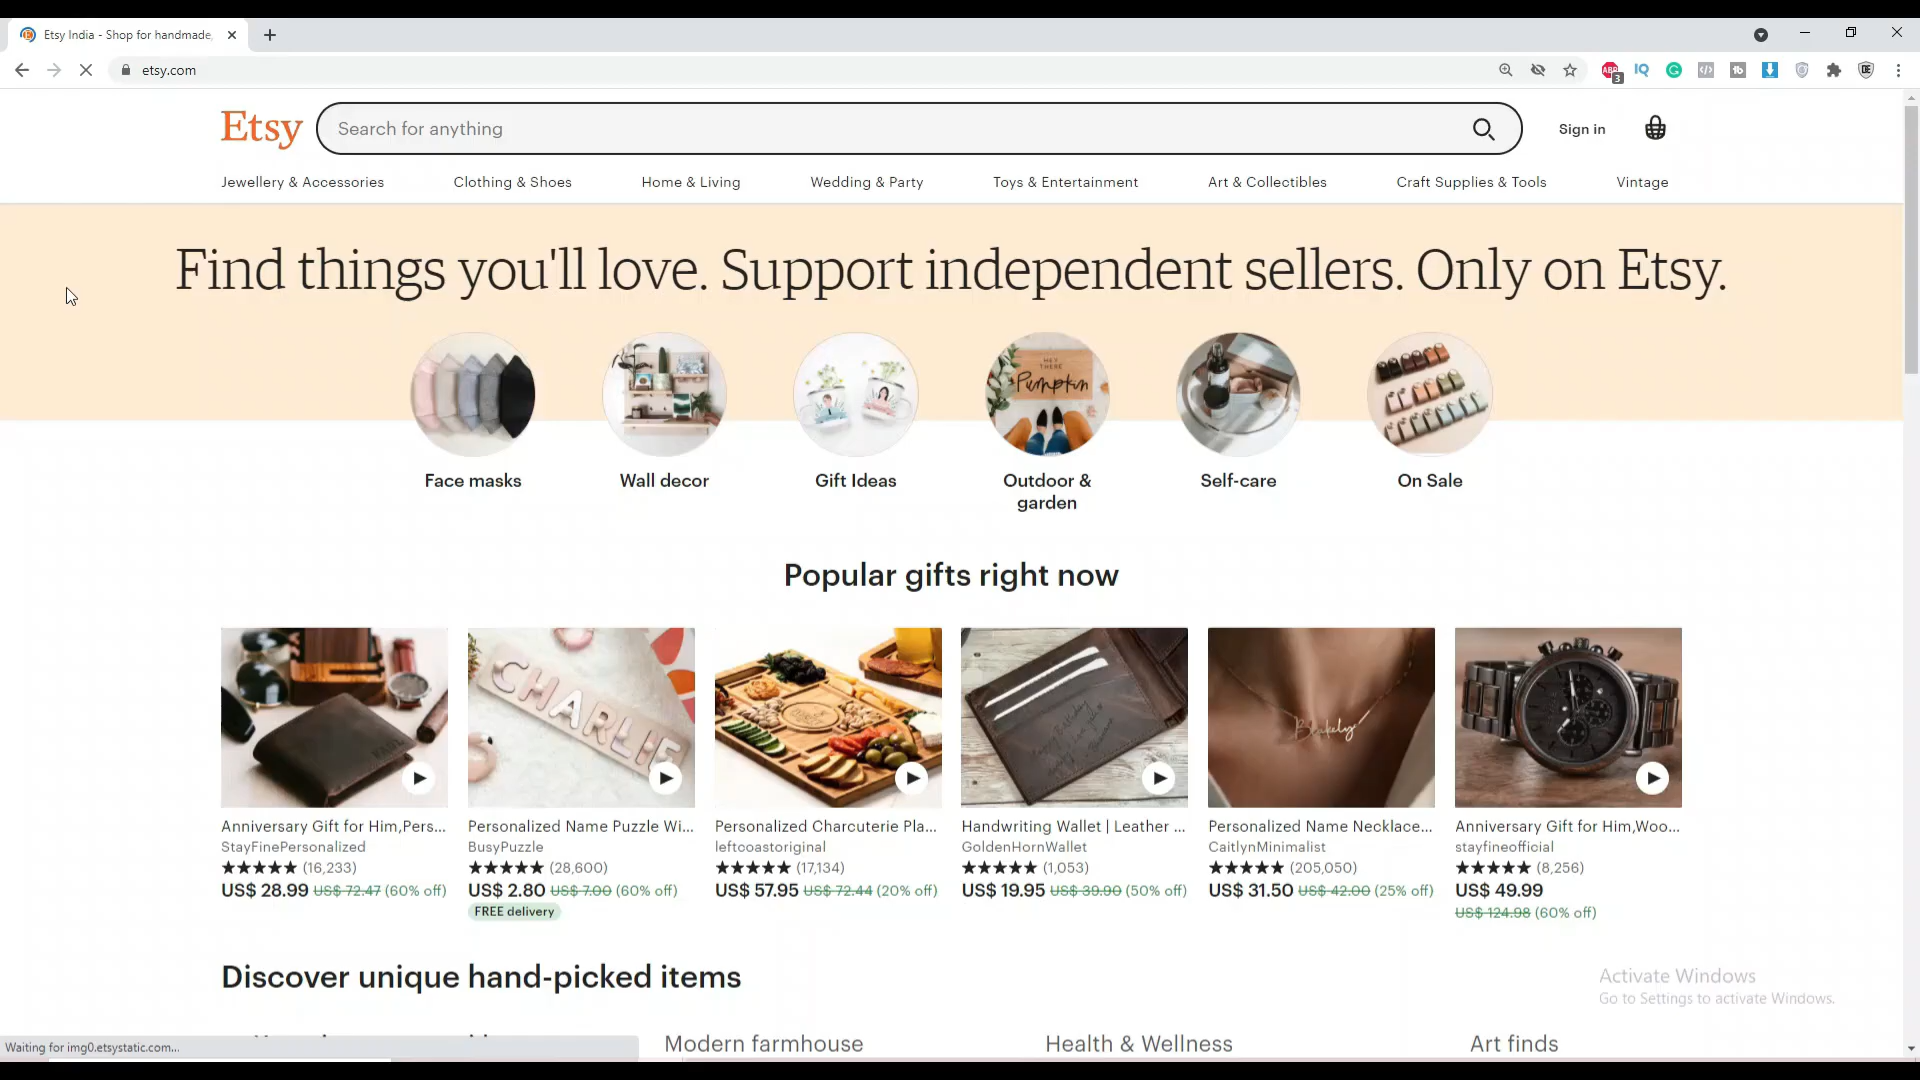 Etsy India - Shop for handmade,
etsy.com
ABP
3
IQ
Etsy
Search for anything
Sign in
Jewellery & Accessories
Clothing & Shoes
Home & Living
Wedding & Party
Toys & Entertainment
Art & Collectibles
Craft Supplies & Tools
Vintage
Find things you'll love. Support independent sellers. Only on Etsy.
HEY
THERE
Pumpkin
Face masks
Wall decor
Gift Ideas
Outdoor &
garden
Self-care
On Sale
Popular gifts right now
CHARLIE
Blakely
Anniversary Gift for Him,Pers...
StayFinePersonalized
★★★★★ (16,233)
US$ 28.99 US$ 72.47 (60% off)
Personalized Name Puzzle Wi...
BusyPuzzle
★★★★★ (28,600)
US$ 2.80 US$ 7.00 (60% off)
FREE delivery
Personalized Charcuterie Pla...
leftcoastoriginal
★★★★★ (17,134)
US$ 57.95 US$ 72.44 (20% off)
Handwriting Wallet | Leather ...
GoldenHornWallet
★★★★★ (1,053)
US$ 19.95 US$ 39.90 (50% off)
Personalized Name Necklace...
CaitlynMinimalist
★★★★★ (205,050)
US$ 31.50 US$ 42.00 (25% off)
Anniversary Gift for Him,Woo...
stayfineofficial
★★★★★ (8,256)
US$ 49.99
US$ 124.98 (60% off)
Discover unique hand-picked items
Activate Windows
Go to Settings to activate Windows.
Modern farmhouse
Health & Wellness
Art finds
Waiting for img0.etsystatic.com...